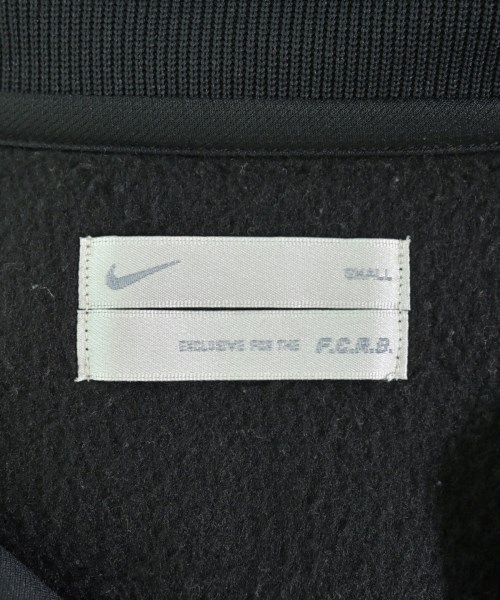 SMALL
EXCLUSIVE FOR THE F.C.R.B.